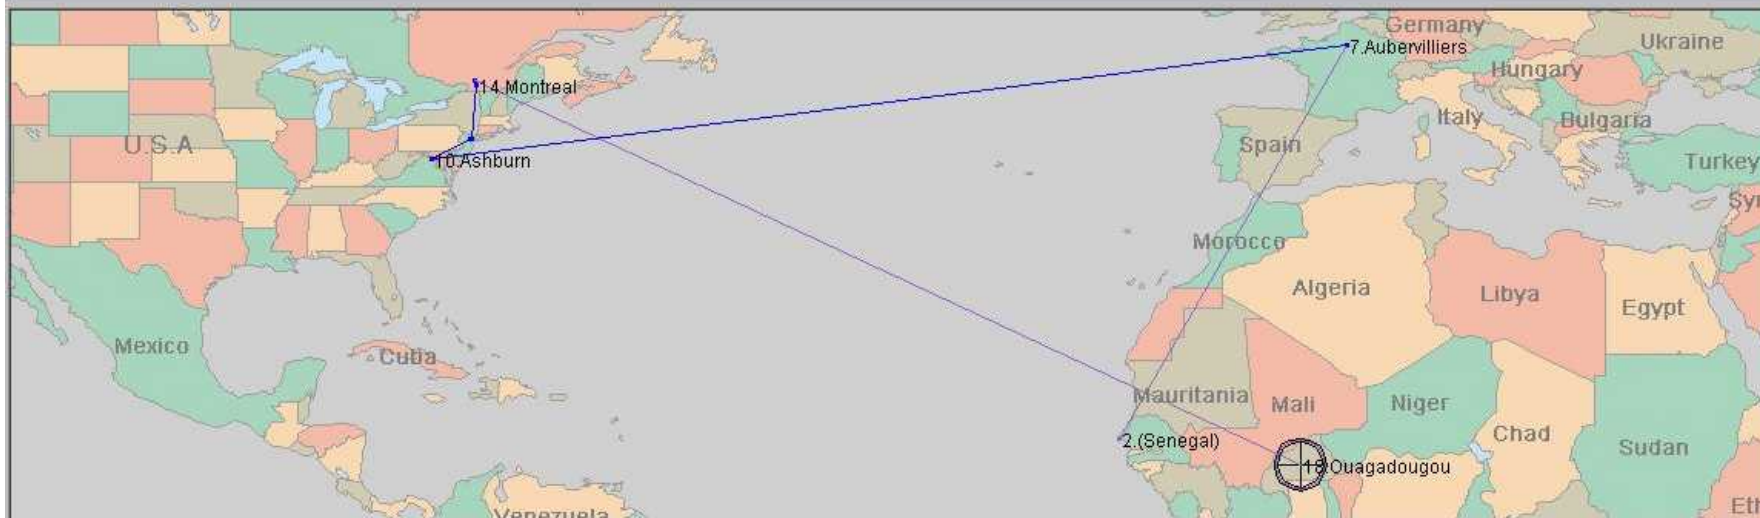 Germany
7.Aubervilliers
Ukraine
Hungary
14.Montreal
Italy
Bulgaria
U.S.A
Spain
10.Ashburn
Turkey
Morocco
Algeria
Libya
Egypt
Mexico
Cuba
Mauritania
Mali
Niger
Chad
2.(Senegal)
Sudan
Ouagadougou
Venezuela